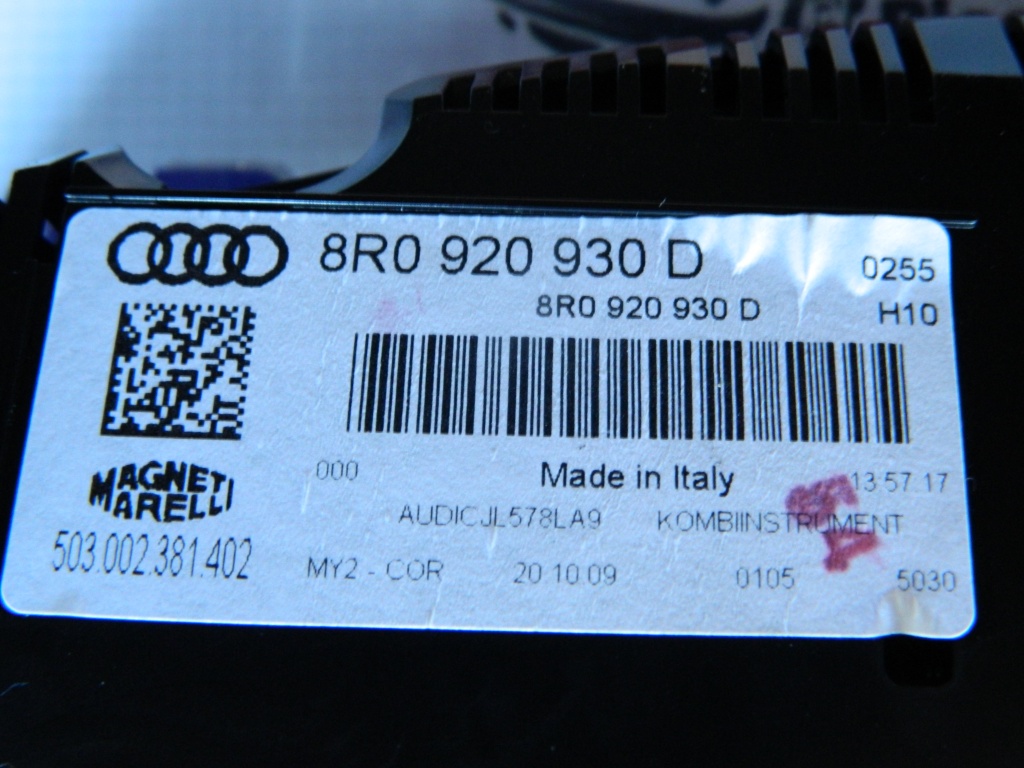 8R0 920 930 D
0255
8R0 920 930 D
H10
000
Made in Italy
13 57 17
MAGNETI
MARELLI
AUDICJL578LA9
KOMBIINSTRUMENT
503.002.381.402
MY2 - COR
20 10 09
0105
5030